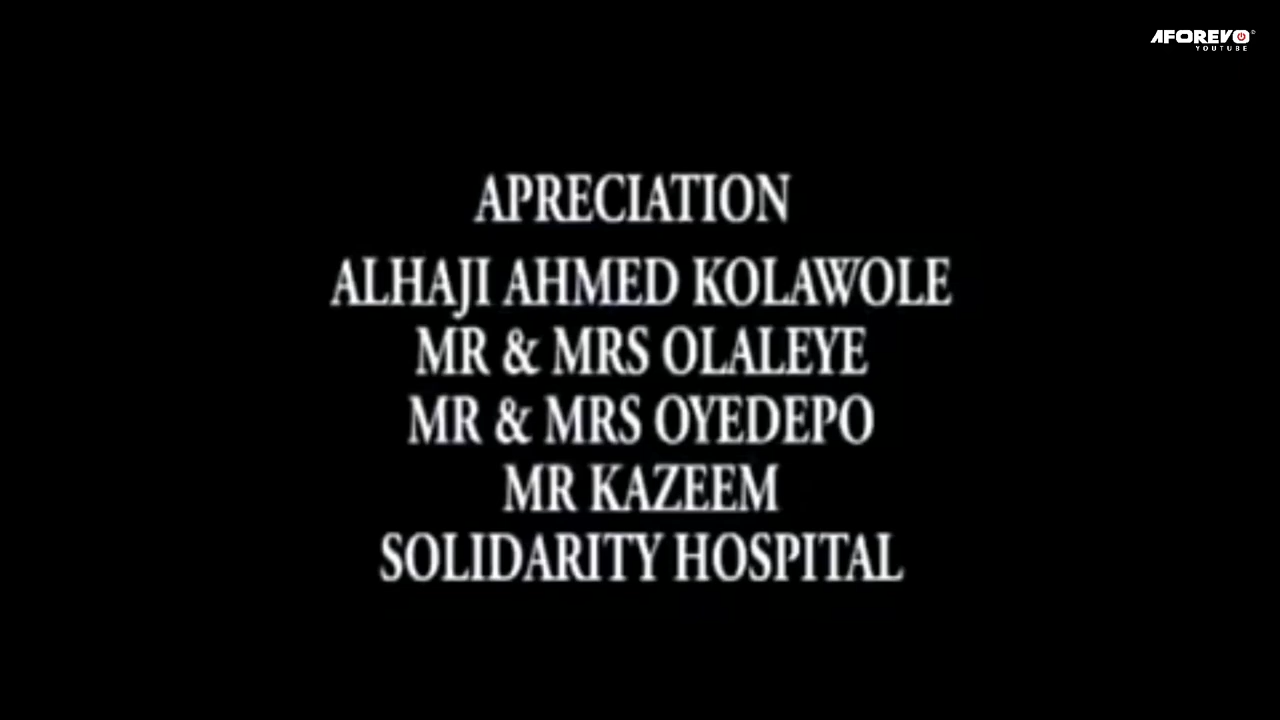 AFOREVO
YOUTUBE
APRECIATION
ALHAJI AHMED KOLAWOLE
MR & MRS OLALEYE
MR & MRS OYEDEPO
MR KAZEEM
SOLIDARITY HOSPITAL